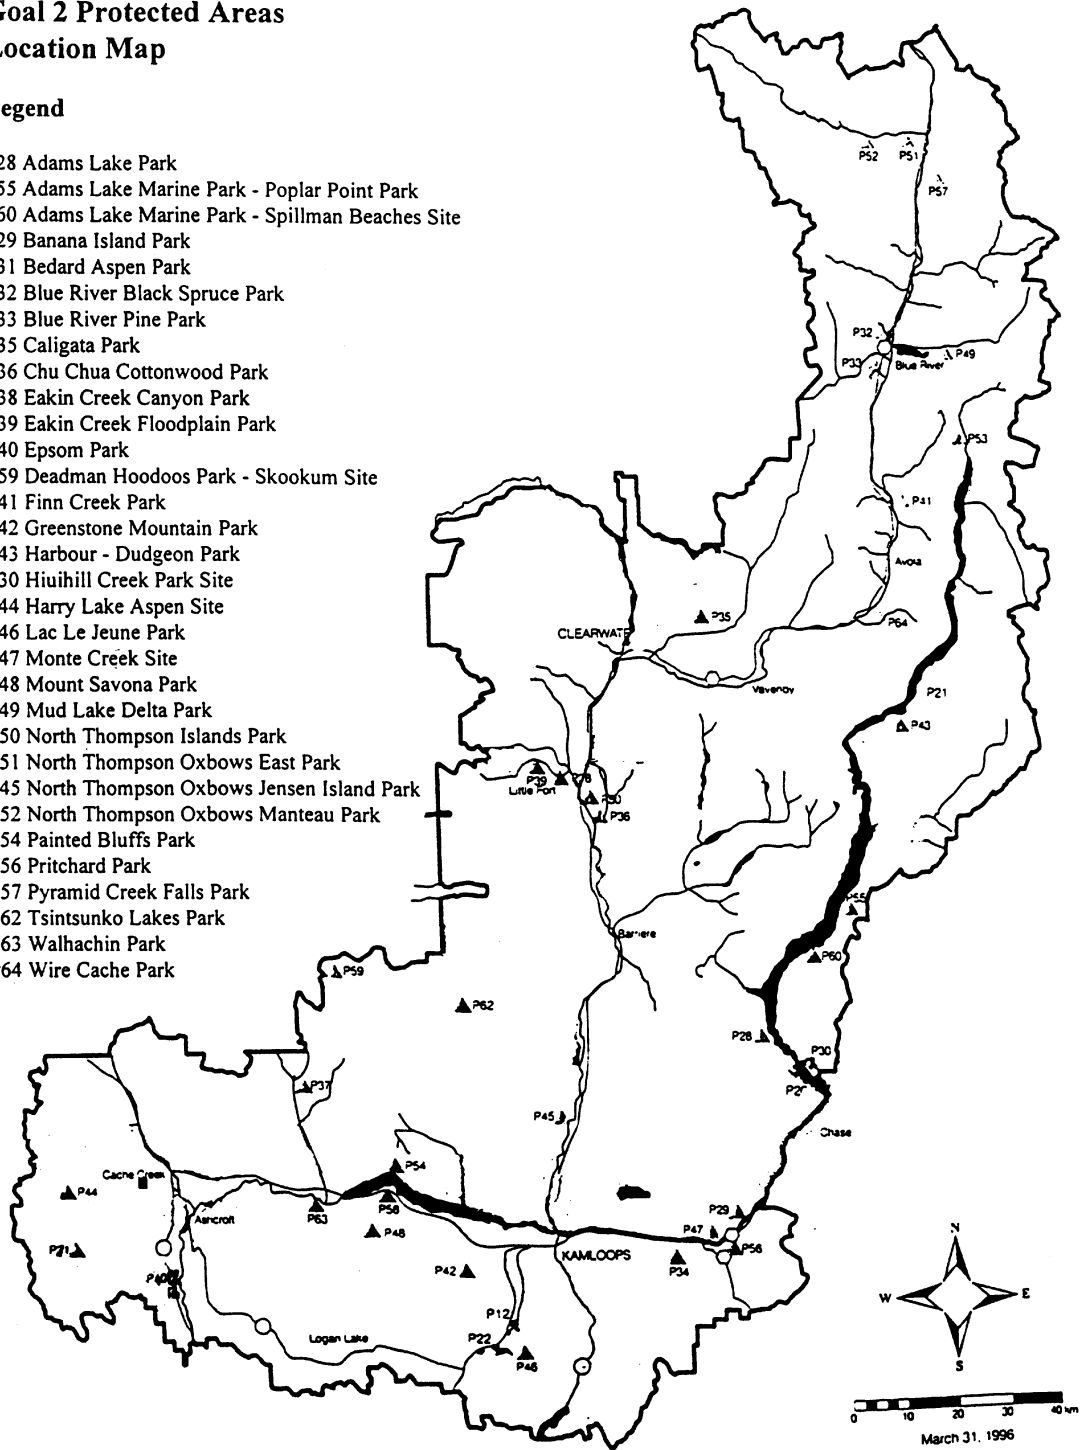 Goal 2 Protected Areas
Location Map
Legend
28 Adams Lake Park
55 Adams Lake Marine Park - Poplar Point Park
60 Adams Lake Marine Park - Spillman Beaches Site
29 Banana Island Park
31 Bedard Aspen Park
32 Blue River Black Spruce Park
33 Blue River Pine Park
35 Caligata Park
36 Chu Chua Cottonwood Park
38 Eakin Creek Canyon Park
39 Eakin Creek Floodplain Park
40 Epsom Park
59 Deadman Hoodoos Park - Skookum Site
41 Finn Creek Park
42 Greenstone Mountain Park
43 Harbour - Dudgeon Park
30 Hiuihill Creek Park Site
44 Harry Lake Aspen Site
46 Lac Le Jeune Park
47 Monte Creek Site
48 Mount Savona Park
49 Mud Lake Delta Park
50 North Thompson Islands Park
51 North Thompson Oxbows East Park
45 North Thompson Oxbows Jensen Island Park
52 North Thompson Oxbows Manteau Park
54 Painted Bluffs Park
56 Pritchard Park
57 Pyramid Creek Falls Park
62 Tsintsunko Lakes Park
63 Walhachin Park
64 Wire Cache Park
P52
P51
P57
P32
P33
Blue River
P49
P53
P41
Avola
P35
CLEARWATE
P64
Vavenby
P21
P43
P39
Little Fort
P36
P55
Barriere
P60
P59
P62
P28
P30
P37
P45
Chase
P54
Cache Creek
P44
P63
P58
P48
P29
P47
Ashcroft
KAMLOOPS
P56
P34
P42
P12
P22
P46
Logan Lake
N
W
E
S
0 10 20 30 40 km
March 31, 1996